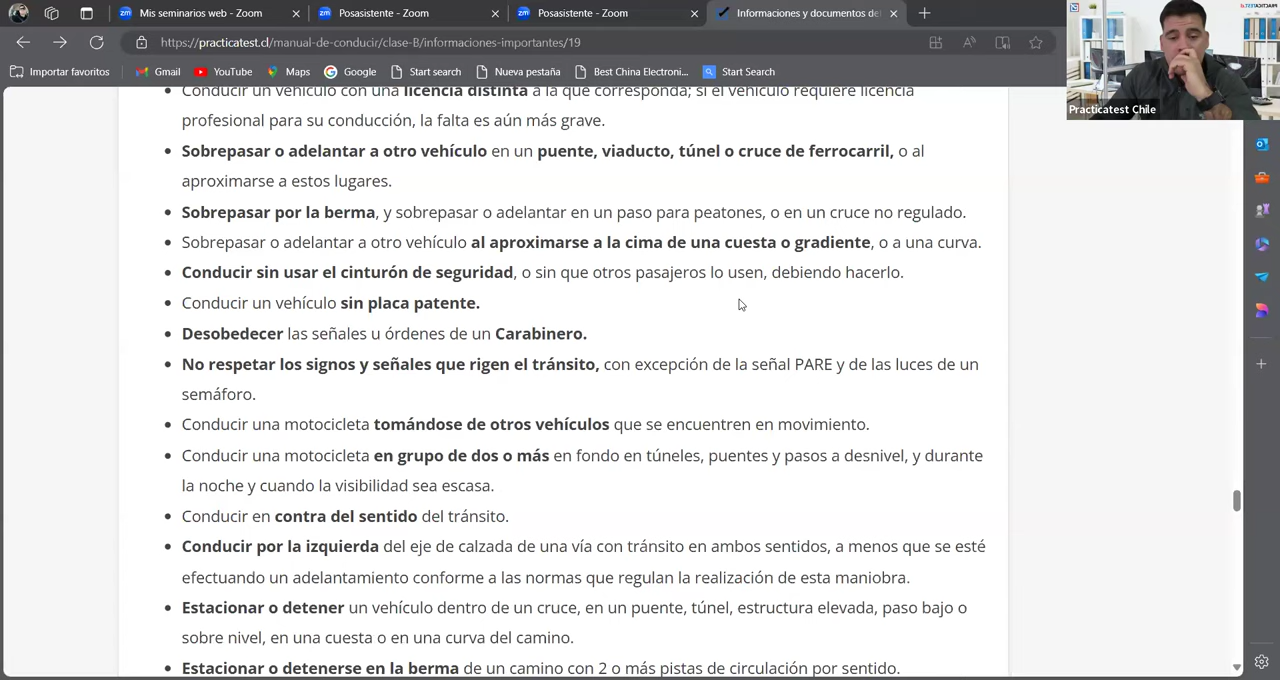 Mis seminarios web - Zoom
Posasistente - Zoom
Posasistente - Zoom
Informaciones y documentos de
https://practicatest.cl/manual-de-conducir/clase-B/informaciones-importantes/19
Importar favoritos
Gmail
YouTube
Maps
Google
Start search
Nueva pestaña
Best China Electroni...
Start Search
Practicatest Chile
Conducir un vehículo con una licencia distinta a la que corresponda; si el vehículo requiere licencia
profesional para su conducción, la falta es aún más grave.
Sobrepasar o adelantar a otro vehículo en un puente, viaducto, túnel o cruce de ferrocarril, o al
aproximarse a estos lugares.
Sobrepasar por la berma, y sobrepasar o adelantar en un paso para peatones, o en un cruce no regulado.
Sobrepasar o adelantar a otro vehículo al aproximarse a la cima de una cuesta o gradiente, o a una curva.
Conducir sin usar el cinturón de seguridad, o sin que otros pasajeros lo usen, debiendo hacerlo.
Conducir un vehículo sin placa patente.
Desobedecer las señales u órdenes de un Carabinero.
No respetar los signos y señales que rigen el tránsito, con excepción de la señal PARE y de las luces de un
semáforo.
Conducir una motocicleta tomándose de otros vehículos que se encuentren en movimiento.
Conducir una motocicleta en grupo de dos o más en fondo en túneles, puentes y pasos a desnivel, y durante
la noche y cuando la visibilidad sea escasa.
Conducir en contra del sentido del tránsito.
Conducir por la izquierda del eje de calzada de una vía con tránsito en ambos sentidos, a menos que se esté
efectuando un adelantamiento conforme a las normas que regulan la realización de esta maniobra.
Estacionar o detener un vehículo dentro de un cruce, en un puente, túnel, estructura elevada, paso bajo o
sobre nivel, en una cuesta o en una curva del camino.
Estacionar o detenerse en la berma de un camino con 2 o más pistas de circulación por sentido.